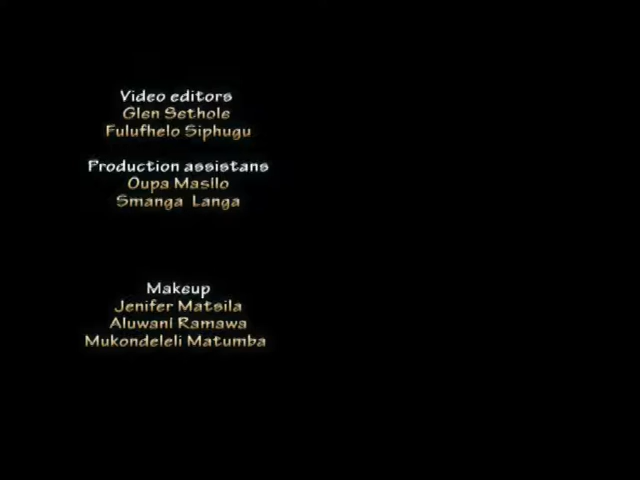 Video editors
Glen Sethole
Fulufhelo Siphugu
Production assistans
Oupa Masilo
Smanga Langa
Makeup
Jenifer Matsila
Aluwani Ramawa
Mukondeleli Matumba